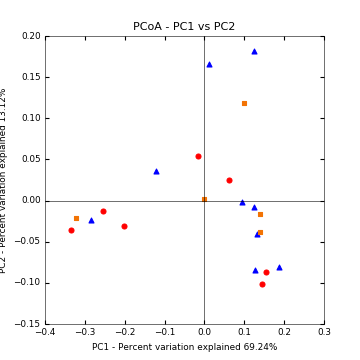 PCoA - PC1 vs PC2
0.20
0.15
0.10
0.05
0.00
−0.05
−0.10
−0.15
−0.4 −0.3 −0.2 −0.1 0.0 0.1 0.2 0.3
PC2 - Percent variation explained 13.12%
PC1 - Percent variation explained 69.24%